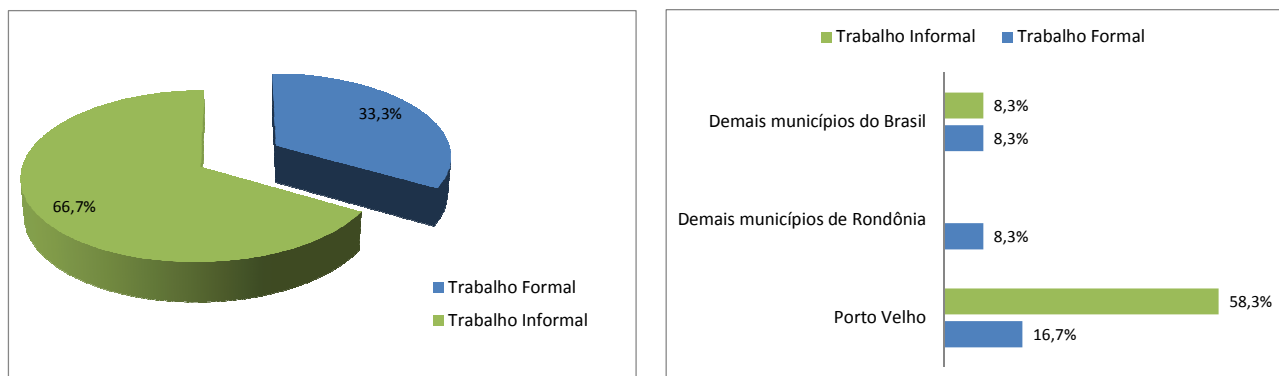 33,3%
66,7%
Trabalho Formal
Trabalho Informal
Trabalho Informal Trabalho Formal
Demais municípios do Brasil
8,3%
8,3%
Demais municípios de Rondônia
8,3%
Porto Velho
58,3%
16,7%